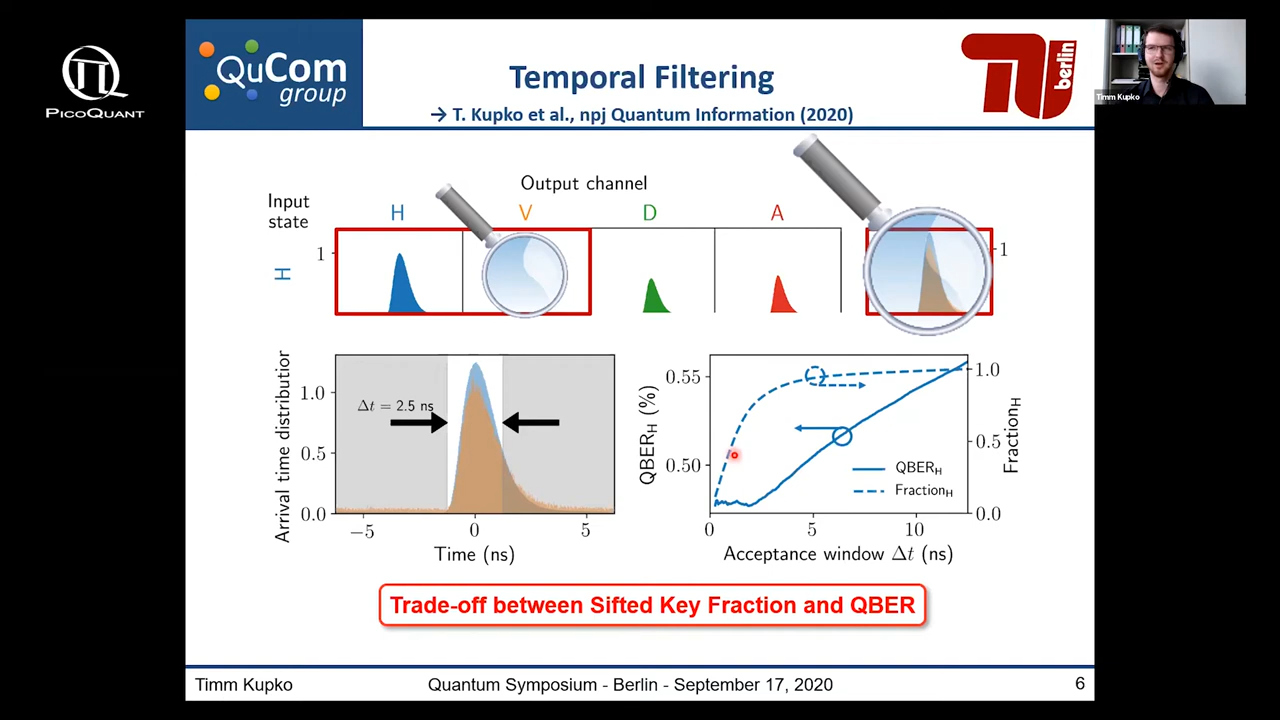 PICOQUANT
QuCom
group
Temporal Filtering
→ T. Kupko et al., npj Quantum Information (2020)
berlin
Timm Kupko
Output channel
Input
state
H
V
D
A
1
1
H
Arrival time distribution
1.0
0.5
0.0
Δt = 2.5 ns
−5
0
5
Time (ns)
QBER_H (%)
0.55
0.50
QBER_H
Fraction_H
1.0
0.5
0.0
Fraction_H
0
5
10
Acceptance window Δt (ns)
Trade-off between Sifted Key Fraction and QBER
Timm Kupko
Quantum Symposium - Berlin - September 17, 2020
6